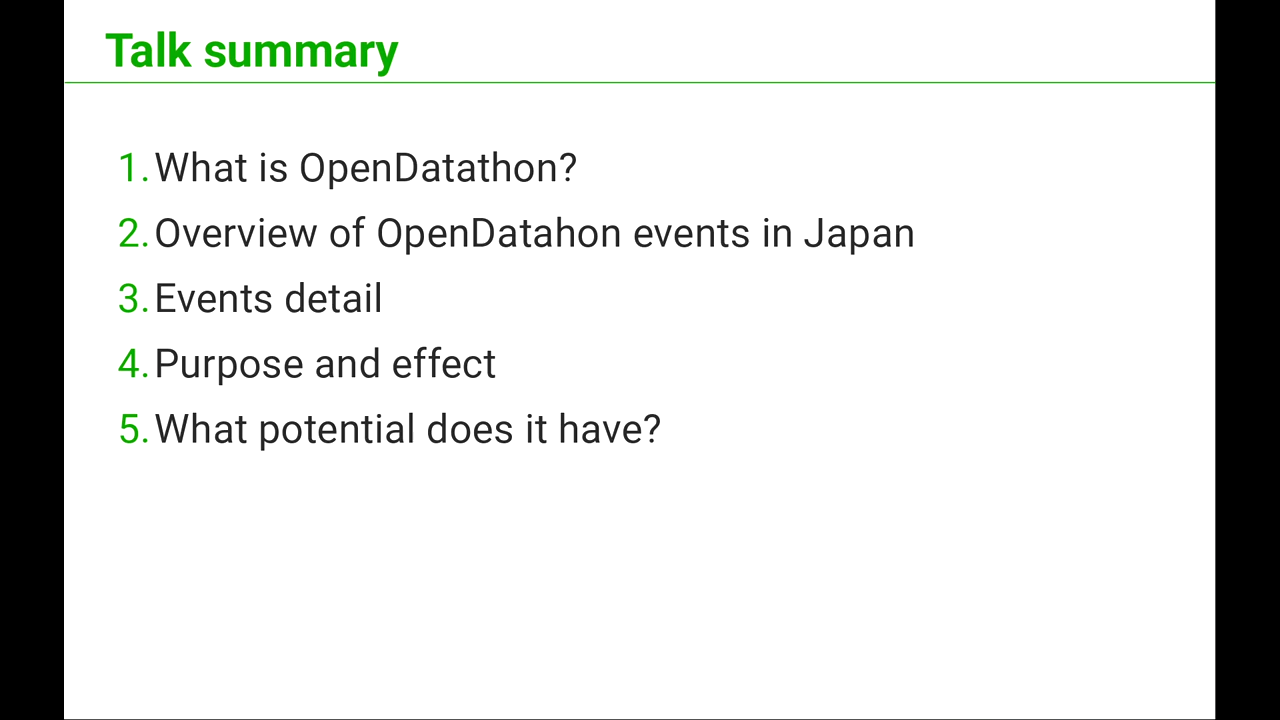 Talk summary
1. What is OpenDatathon?
2. Overview of OpenDatahon events in Japan
3. Events detail
4. Purpose and effect
5. What potential does it have?